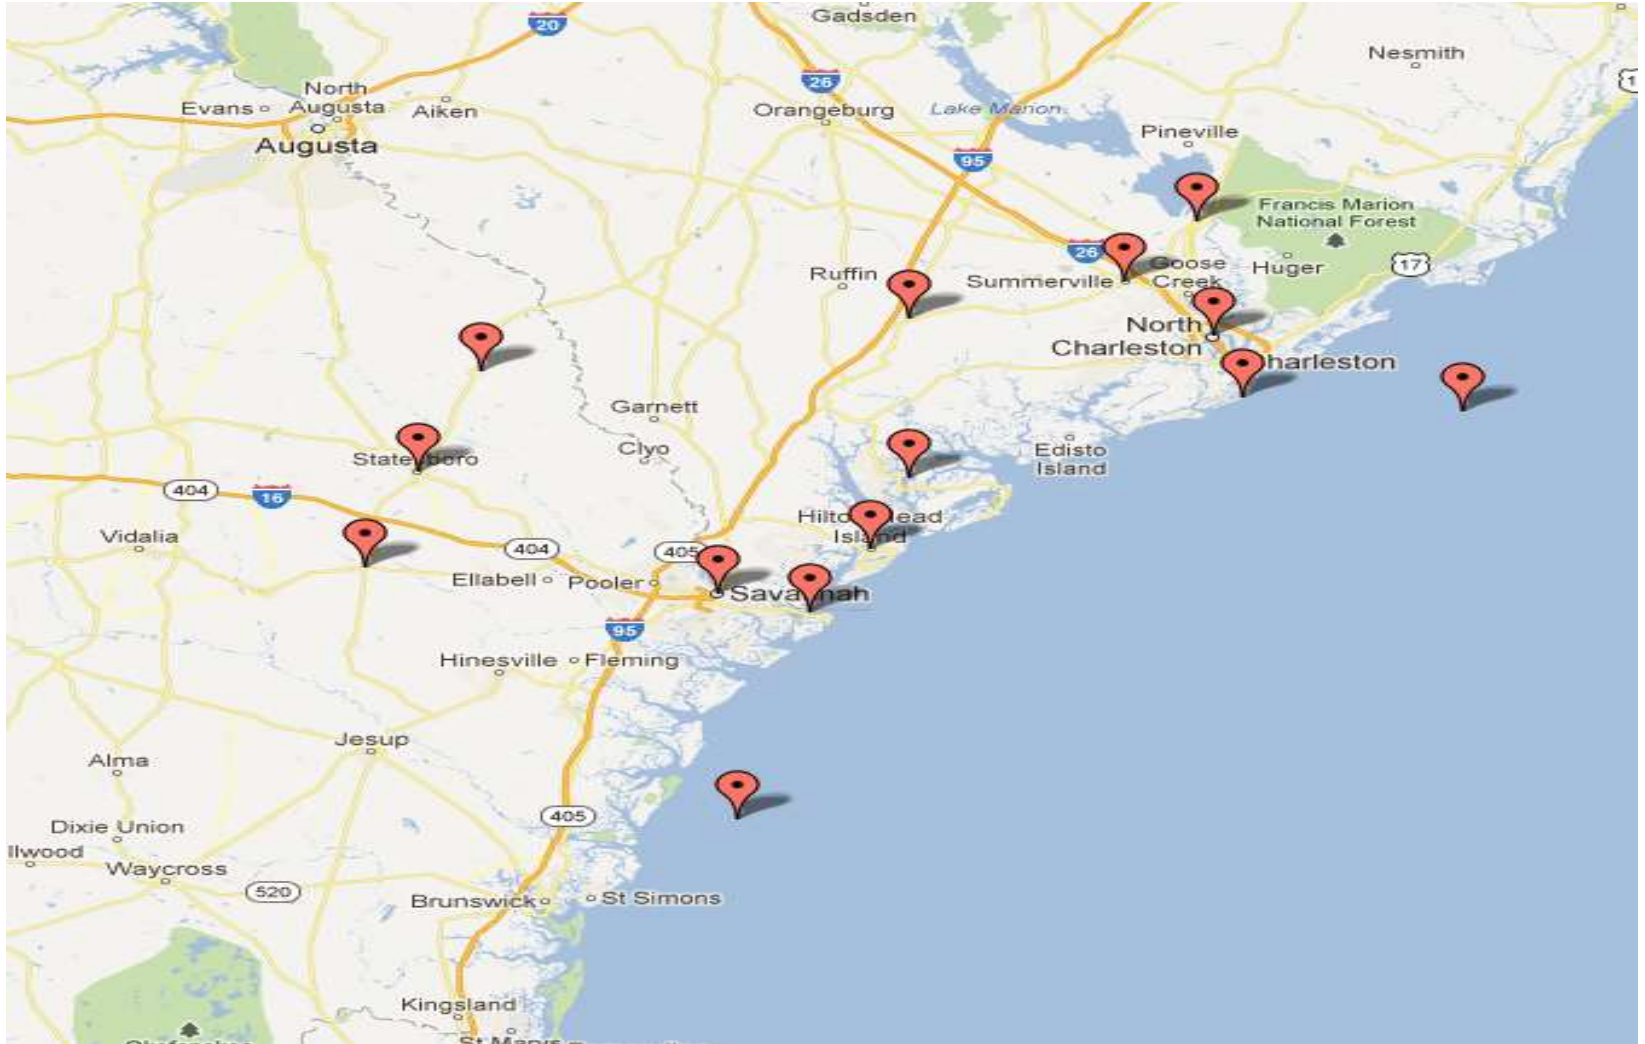 Gadsden
20
Nesmith
26
1
North
Augusta
Evans
Aiken
Orangeburg
Lake Marion
Augusta
Pineville
95
Francis Marion
National Forest
26
Goose
Creek
Huger
17
Ruffin
Summerville
North
Charleston
harleston
Garnett
Clyo
Edisto
Island
404
16
Vidalia
404
405
Ellabell
Pooler
95
Hinesville
Fleming
Jesup
Alma
405
Dixie Union
llwood
Waycross
520
Brunswick
St Simons
Kingsland